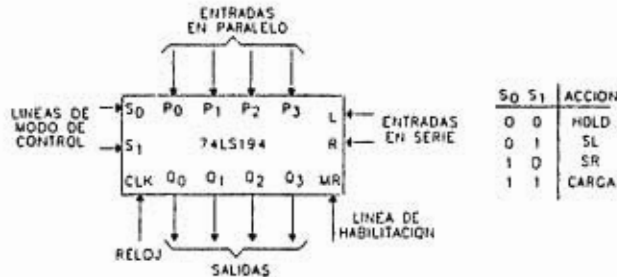 ENTRADAS
EN PARALELO
LINEAS DE
MODO DE
CONTROL
S0 P0 P1 P2 P3
L
S1 74LS194 R
CLK Q0 Q1 Q2 Q3 MR
ENTRADAS
EN SERIE
RELOJ
SALIDAS
LINEA DE
HABILITACION
S0 S1 ACCION
0 0 HOLD
0 1 SL
1 0 SR
1 1 CARGA